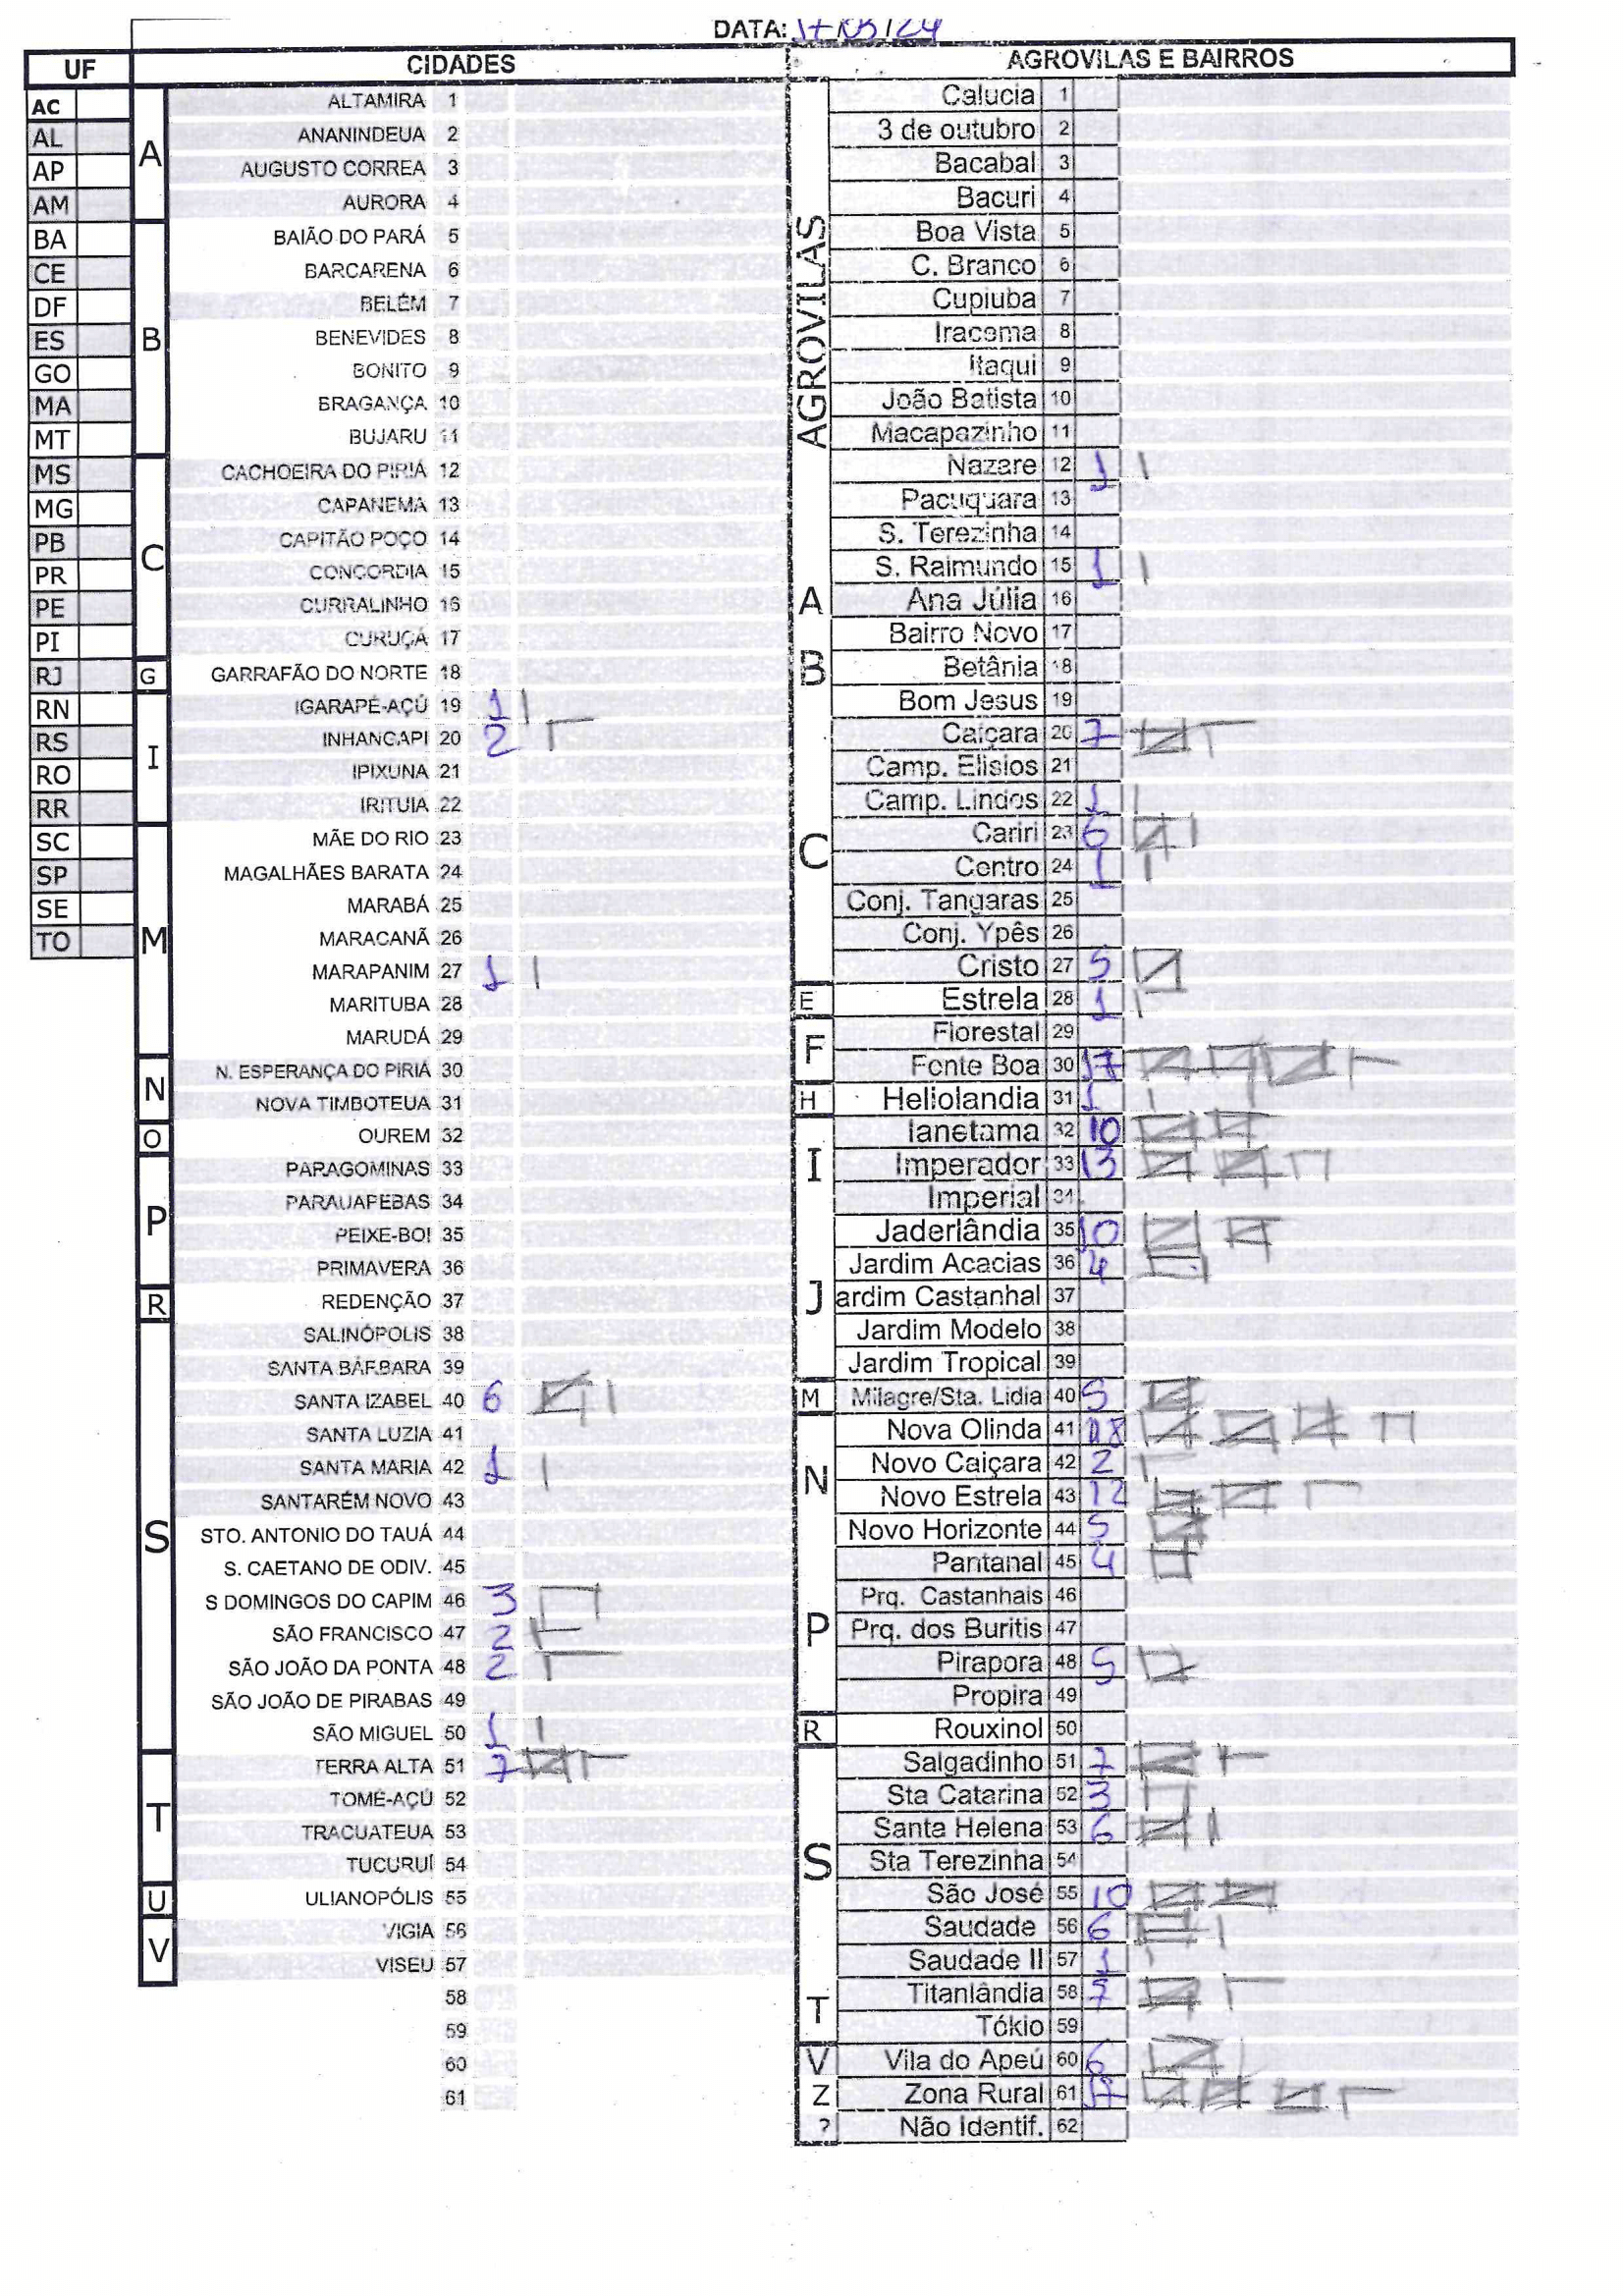 DATA: 17/05/24
UF CIDADES AGROVILAS E BAIRROS
AC
AL
AP
AM
BA
CE
DF
ES
GO
MA
MT
MS
MG
PB
PR
PE
PI
RJ
RN
RS
RO
RR
SC
SP
SE
TO
A
ALTAMIRA 1
ANANINDEUA 2
AUGUSTO CORREA 3
AURORA 4
B
BAIÃO DO PARÁ 5
BARCARENA 6
BELÉM 7
BENEVIDES 8
BONITO 9
BRAGANÇA 10
BUJARU 11
C
CACHOEIRA DO PIRIÁ 12
CAPANEMA 13
CAPITÃO POÇO 14
CONCORDIA 15
CURRALINHO 16
CURUÇÁ 17
G
GARRAFÃO DO NORTE 18
I
IGARAPÉ-AÇÚ 19 1
INHANGAPI 20 2
IPIXUNA 21
IRITUIA 22
M
MÃE DO RIO 23
MAGALHÃES BARATA 24
MARABÁ 25
MARACANÃ 26
MARAPANIM 27 1
MARITUBA 28
MARUDÁ 29
N
N. ESPERANÇA DO PIRIÁ 30
NOVA TIMBOTEUA 31
O
OUREM 32
P
PARAGOMINAS 33
PARAUAPEBAS 34
PEIXE-BOI 35
PRIMAVERA 36
R
REDENÇÃO 37
S
SALINÓPOLIS 38
SANTA BÁRBARA 39
SANTA IZABEL 40 6
SANTA LUZIA 41
SANTA MARIA 42 1
SANTARÉM NOVO 43
STO. ANTONIO DO TAUÁ 44
S. CAETANO DE ODIV. 45
S DOMINGOS DO CAPIM 46 3
SÃO FRANCISCO 47 2
SÃO JOÃO DA PONTA 48 2
SÃO JOÃO DE PIRABAS 49
SÃO MIGUEL 50 1
T
TERRA ALTA 51 7
TOMÉ-AÇÚ 52
TRACUATEUA 53
TUCURUÍ 54
U
ULIANOPÓLIS 55
V
VIGIA 56
VISEU 57
58
59
60
61
AGROVILAS
Calucia 1
3 de outubro 2
Bacabal 3
Bacuri 4
Boa Vista 5
C. Branco 6
Cupiuba 7
Iracema 8
Itaqui 9
João Batista 10
Macapazinho 11
Nazare 12 1
Pacuquara 13
S. Terezinha 14
S. Raimundo 15 1
A
Ana Júlia 16
Bairro Novo 17
B
Betânia 18
Bom Jesus 19
Caiçara 20 7
Camp. Elisios 21
Camp. Lindos 22 1
C
Cariri 23 6
Centro 24 1
Conj. Tangaras 25
Conj. Ypês 26
Cristo 27 5
E
Estrela 28 1
F
Florestal 29
Fonte Boa 30 17
H
Heliolandia 31 1
I
Ianetama 32 10
Imperador 33 13
Imperial 34
J
Jaderlândia 35 10
Jardim Acacias 36 4
ardim Castanhal 37
Jardim Modelo 38
Jardim Tropical 39
M
Milagre/Sta. Lidia 40 5
N
Nova Olinda 41 18
Novo Caiçara 42 2
Novo Estrela 43 12
Novo Horizonte 44 5
P
Pantanal 45 4
Prq. Castanhais 46
Prq. dos Buritis 47
Pirapora 48 5
Propira 49
R
Rouxinol 50
S
Salgadinho 51 7
Sta Catarina 52 3
Santa Helena 53 6
Sta Terezinha 54
São José 55 10
Saudade 56 6
Saudade II 57 1
T
Titanlândia 58 7
Tókio 59
V
Vila do Apeú 60 6
Z
Zona Rural 61 17
?
Não Identif. 62